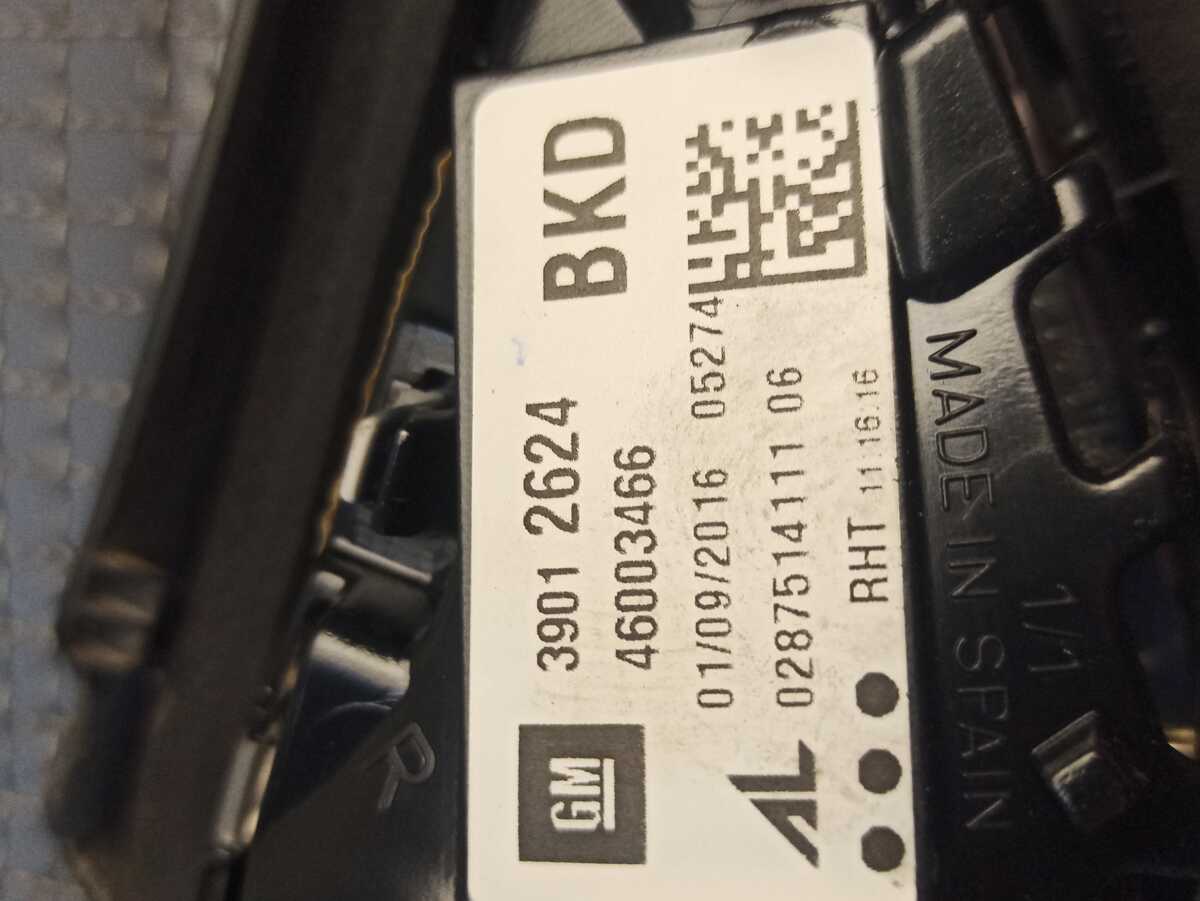 BKD
3901 2624
46003466
01/09/2016 05274
0287514111 06
RHT 11:16:16
GM
AL
MADE IN SPAIN
1/1
R